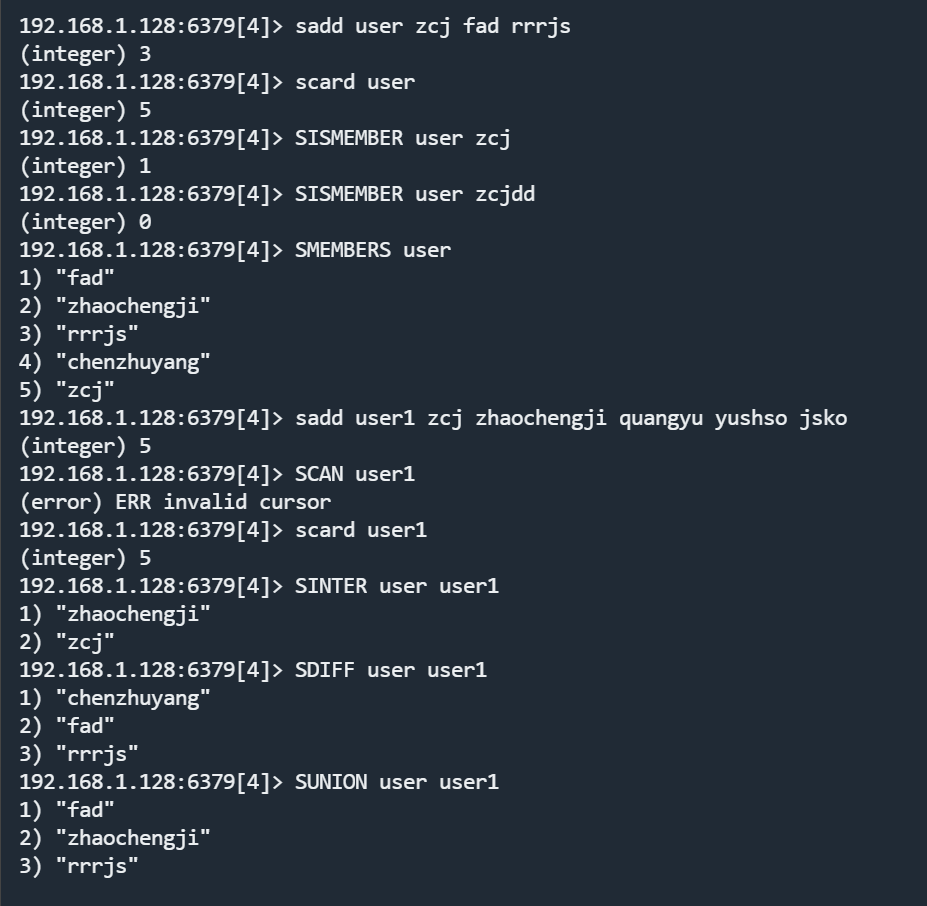 192.168.1.128:6379[4]> sadd user zcj fad rrrjs
(integer) 3
192.168.1.128:6379[4]> scard user
(integer) 5
192.168.1.128:6379[4]> SISMEMBER user zcj
(integer) 1
192.168.1.128:6379[4]> SISMEMBER user zcjdd
(integer) 0
192.168.1.128:6379[4]> SMEMBERS user
1) "fad"
2) "zhaochengji"
3) "rrrjs"
4) "chenzhuyang"
5) "zcj"
192.168.1.128:6379[4]> sadd user1 zcj zhaochengji quangyu yushso jsko
(integer) 5
192.168.1.128:6379[4]> SCAN user1
(error) ERR invalid cursor
192.168.1.128:6379[4]> scard user1
(integer) 5
192.168.1.128:6379[4]> SINTER user user1
1) "zhaochengji"
2) "zcj"
192.168.1.128:6379[4]> SDIFF user user1
1) "chenzhuyang"
2) "fad"
3) "rrrjs"
192.168.1.128:6379[4]> SUNION user user1
1) "fad"
2) "zhaochengji"
3) "rrrjs"